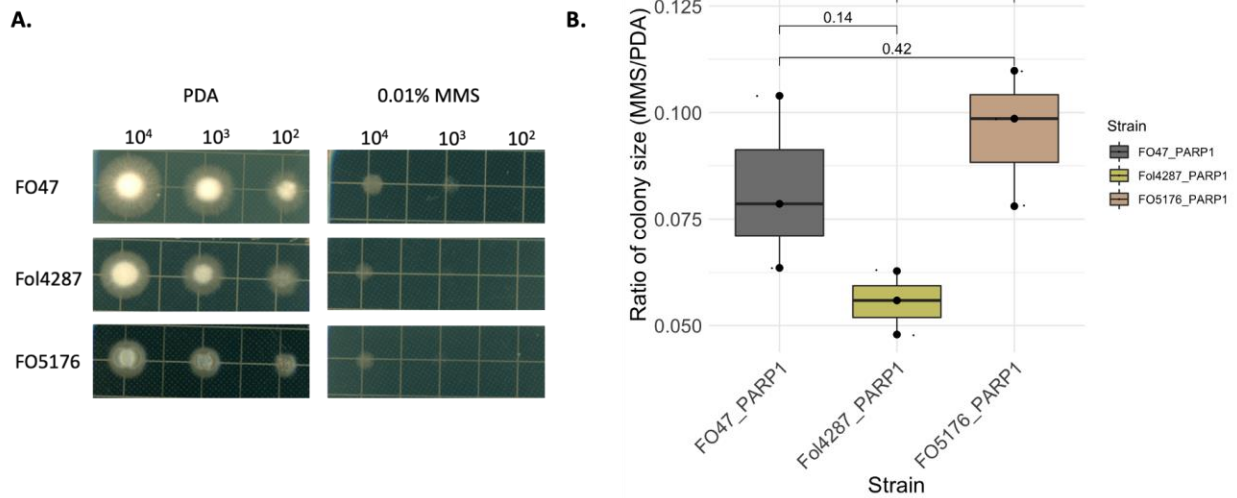 A.
PDA 0.01% MMS
10⁴ 10³ 10² 10⁴ 10³ 10²
FO47
Fol4287
FO5176
B.
Ratio of colony size (MMS/PDA)
0.125
0.100
0.075
0.050
0.14
0.42
FO47_PARP1
Fol4287_PARP1
FO5176_PARP1
Strain
Strain
FO47_PARP1
Fol4287_PARP1
FO5176_PARP1